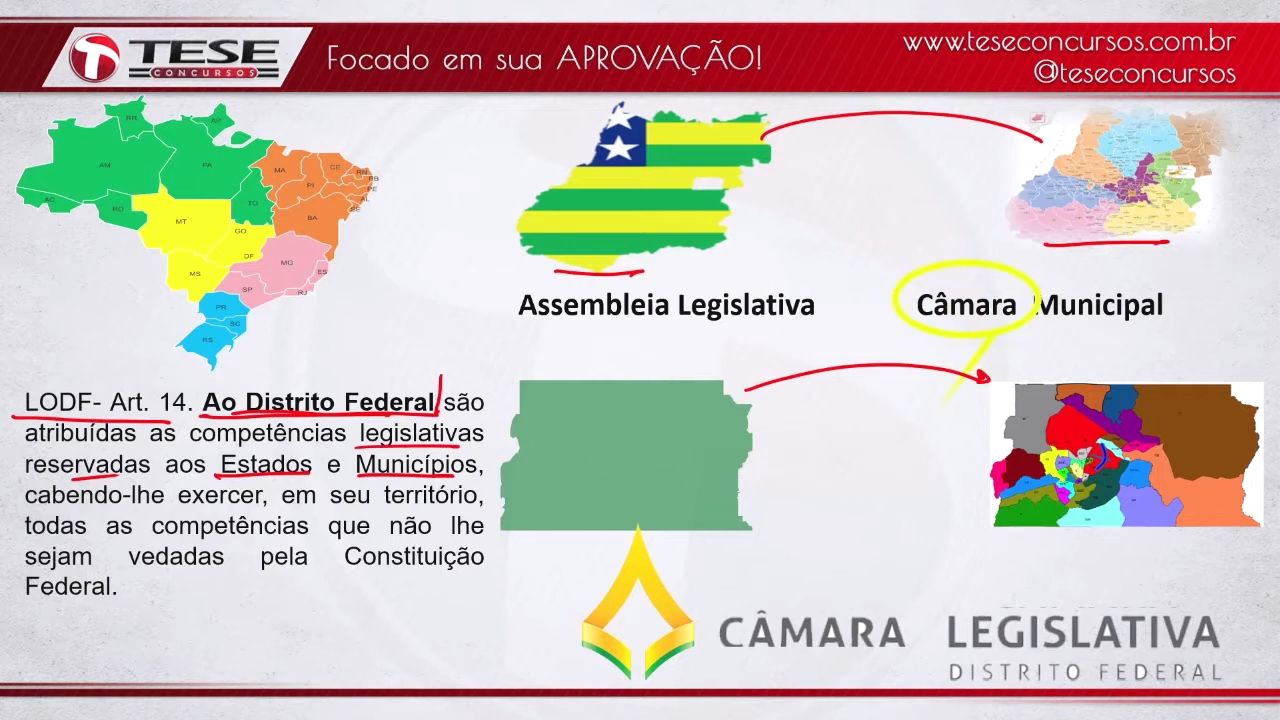 TESE
CONCURSOS
Focado em sua APROVAÇÃO!
www.teseconcursos.com.br
@teseconcursos
RR
AP
AM
PA
MA
CE
RN
PB
PE
AL
SE
PI
AC
RO
TO
BA
MT
GO
DF
MG
ES
MS
SP
RJ
PR
SC
RS
Assembleia Legislativa
Câmara Municipal
LODF- Art. 14. Ao Distrito Federal são
atribuídas as competências legislativas
reservadas aos Estados e Municípios,
cabendo-lhe exercer, em seu território,
todas as competências que não lhe
sejam vedadas pela Constituição
Federal.
CÂMARA LEGISLATIVA
DISTRITO FEDERAL